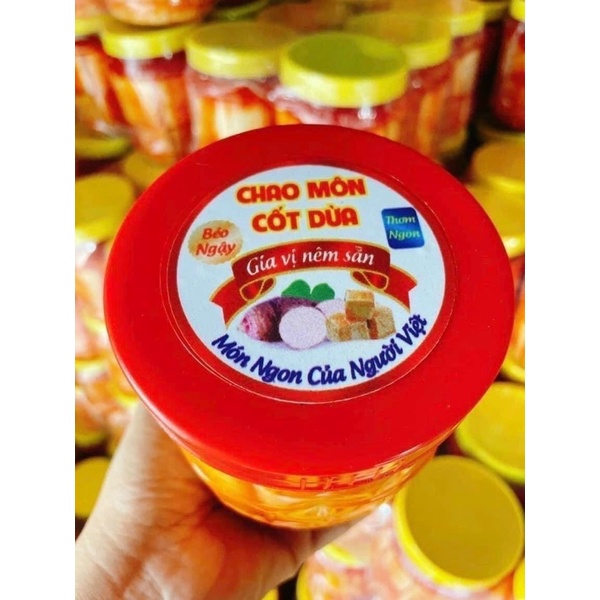 CHAO MÔN
CỐT DỪA
Béo
Ngậy
Thơm
Ngon
Gia vị nêm sẵn
Món Ngon Của Người Việt